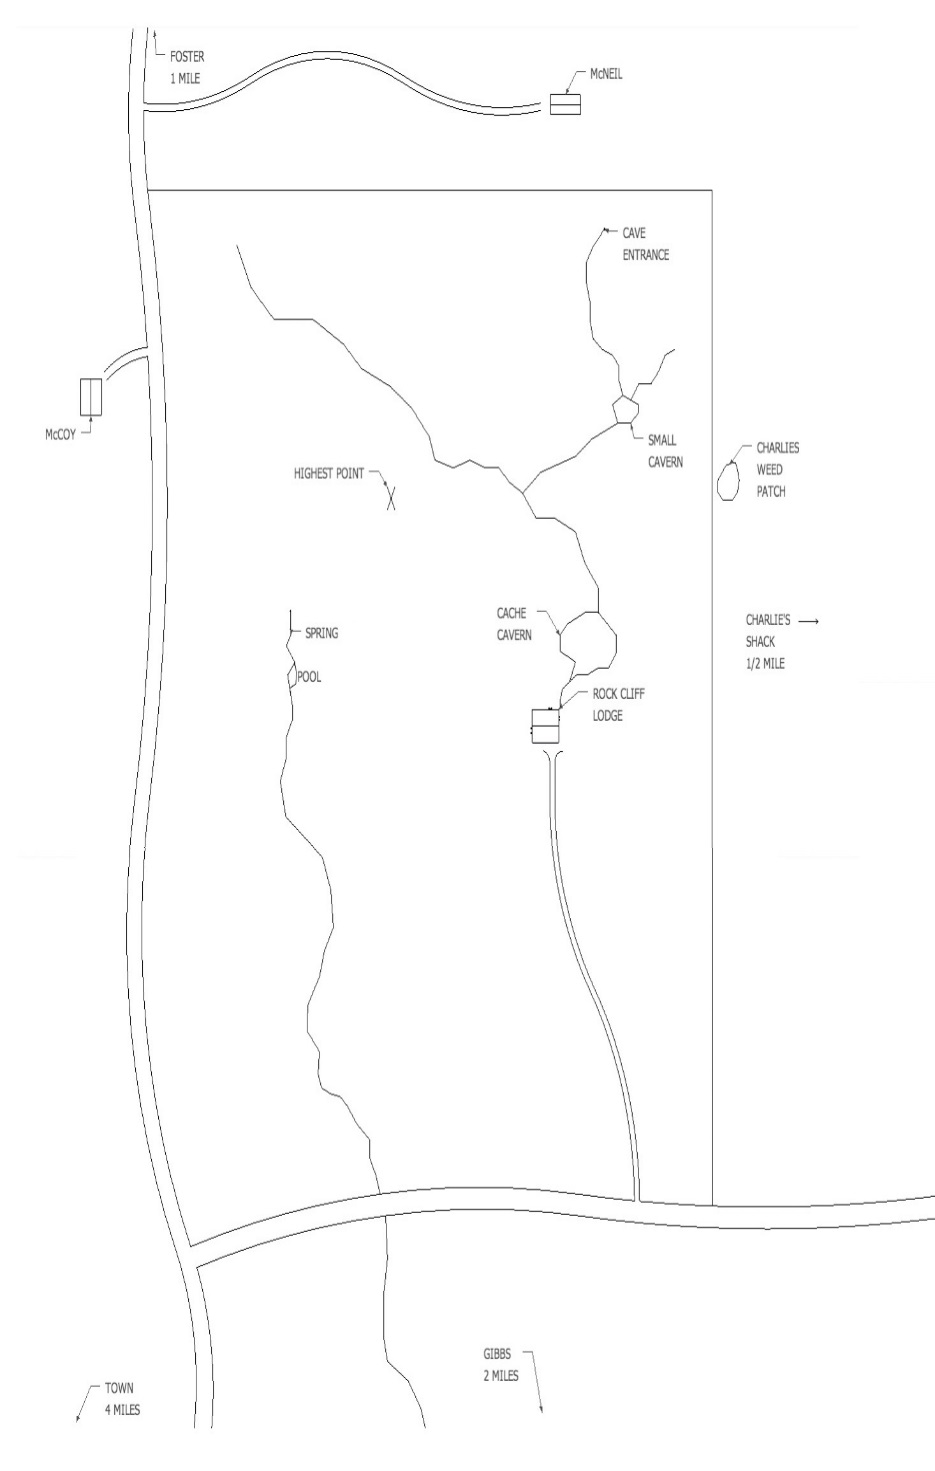 FOSTER
1 MILE
McNEIL
CAVE
ENTRANCE
McCOY
SMALL
CAVERN
CHARLIES
WEED
PATCH
HIGHEST POINT
CACHE
CAVERN
CHARLIE'S
SHACK
1/2 MILE
SPRING
POOL
ROCK CLIFF
LODGE
GIBBS
2 MILES
TOWN
4 MILES